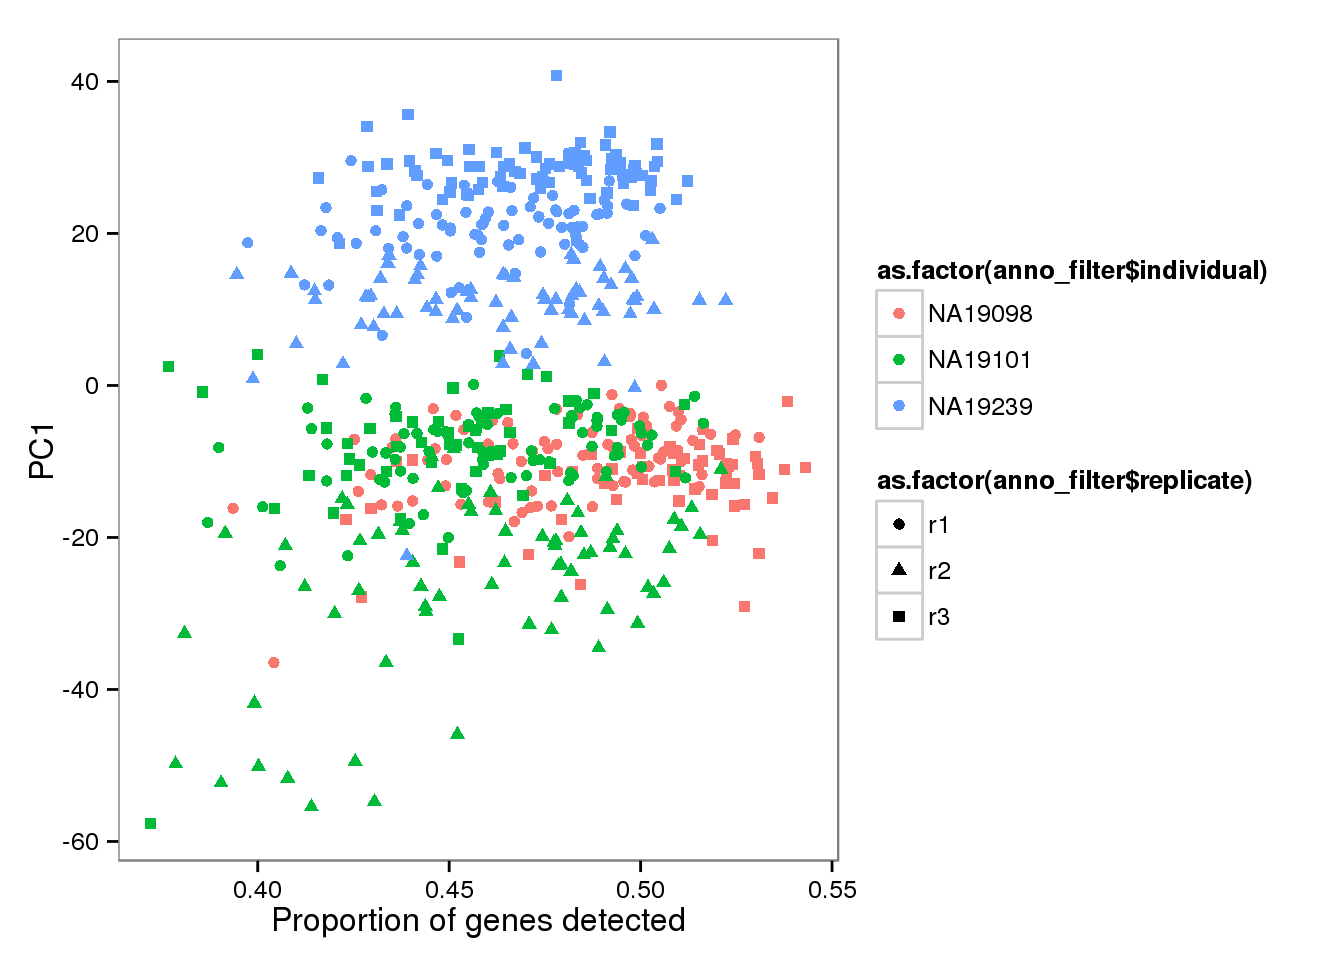 40
20
0
-20
-40
-60
PC1
0.40 0.45 0.50 0.55
Proportion of genes detected
as.factor(anno_filter$individual)
NA19098
NA19101
NA19239
as.factor(anno_filter$replicate)
r1
r2
r3